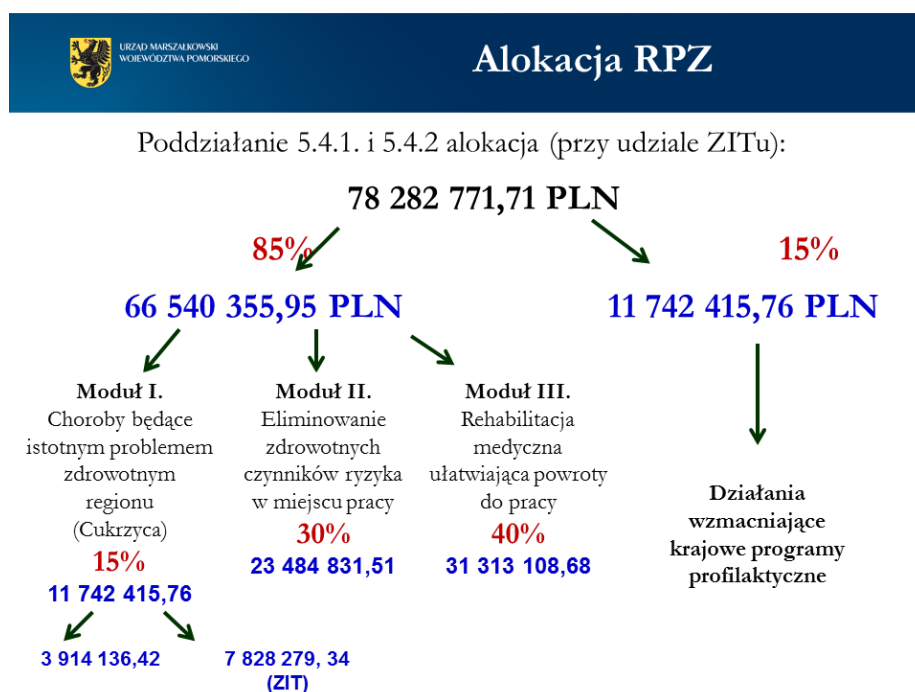 URZĄD MARSZAŁKOWSKI
WOJEWÓDZTWA POMORSKIEGO
Alokacja RPZ
Poddziałanie 5.4.1. i 5.4.2 alokacja (przy udziale ZITu):
78 282 771,71 PLN
85%
15%
66 540 355,95 PLN
11 742 415,76 PLN
Moduł I.
Choroby będące
istotnym problemem
zdrowotnym
regionu
(Cukrzyca)
15%
11 742 415,76
3 914 136,42
7 828 279, 34
(ZIT)
Moduł II.
Eliminowanie
zdrowotnych
czynników ryzyka
w miejscu pracy
30%
23 484 831,51
Moduł III.
Rehabilitacja
medyczna
ułatwiająca powroty
do pracy
40%
31 313 108,68
Działania
wzmacniające
krajowe programy
profilaktyczne